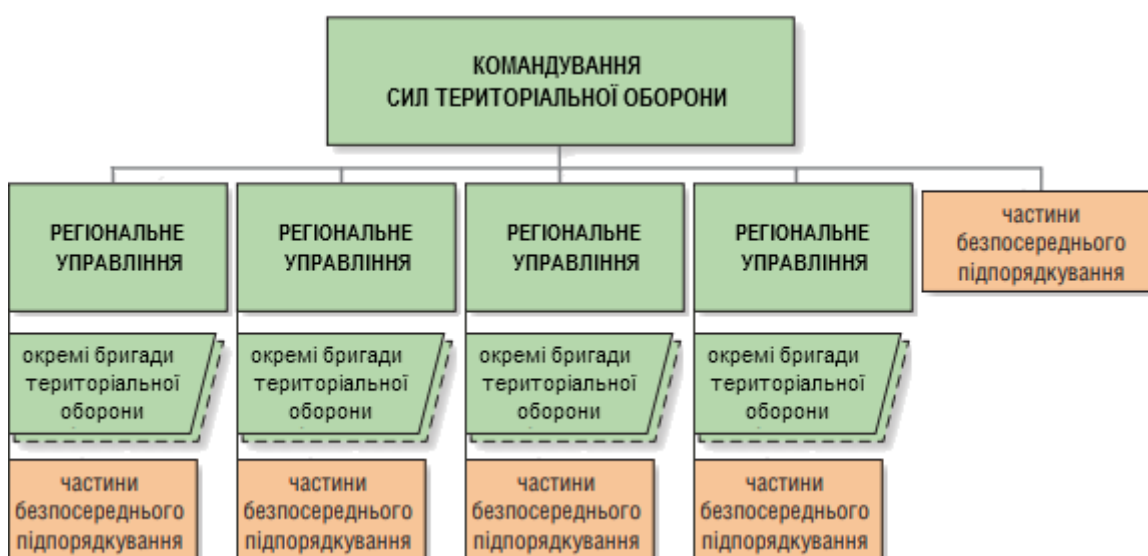 КОМАНДУВАННЯ
СИЛ ТЕРИТОРІАЛЬНОЇ ОБОРОНИ
РЕГІОНАЛЬНЕ
УПРАВЛІННЯ
РЕГІОНАЛЬНЕ
УПРАВЛІННЯ
РЕГІОНАЛЬНЕ
УПРАВЛІННЯ
РЕГІОНАЛЬНЕ
УПРАВЛІННЯ
частини
безпосереднього
підпорядкування
окремі бригади
територіальної
оборони
окремі бригади
територіальної
оборони
окремі бригади
територіальної
оборони
окремі бригади
територіальної
оборони
частини
безпосереднього
підпорядкування
частини
безпосереднього
підпорядкування
частини
безпосереднього
підпорядкування
частини
безпосереднього
підпорядкування